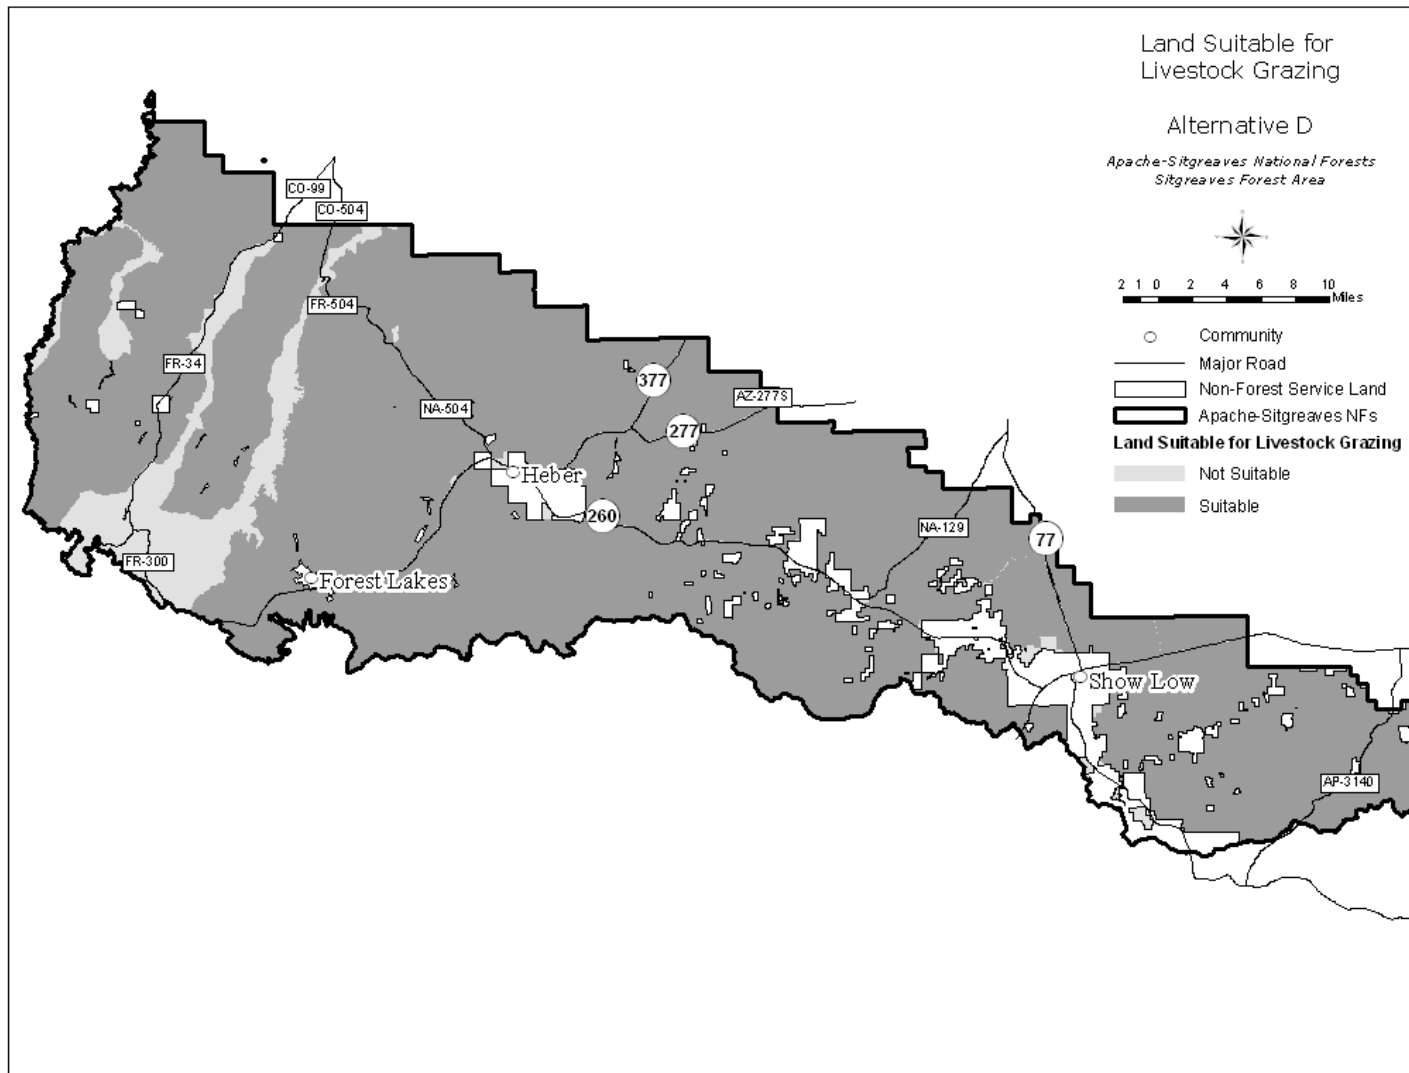 Land Suitable for
Livestock Grazing
Alternative D
Apache-Sitgreaves National Forests
Sitgreaves Forest Area
2 1 0 2 4 6 8 10
Miles
Community
Major Road
Non-Forest Service Land
Apache-Sitgreaves NFs
Land Suitable for Livestock Grazing
Not Suitable
Suitable
CO-99
CO-504
FR-504
FR-34
377
AZ-277S
NA-504
277
Heber
260
NA-129
77
FR-300
Forest Lakes
Show Low
AP-3140